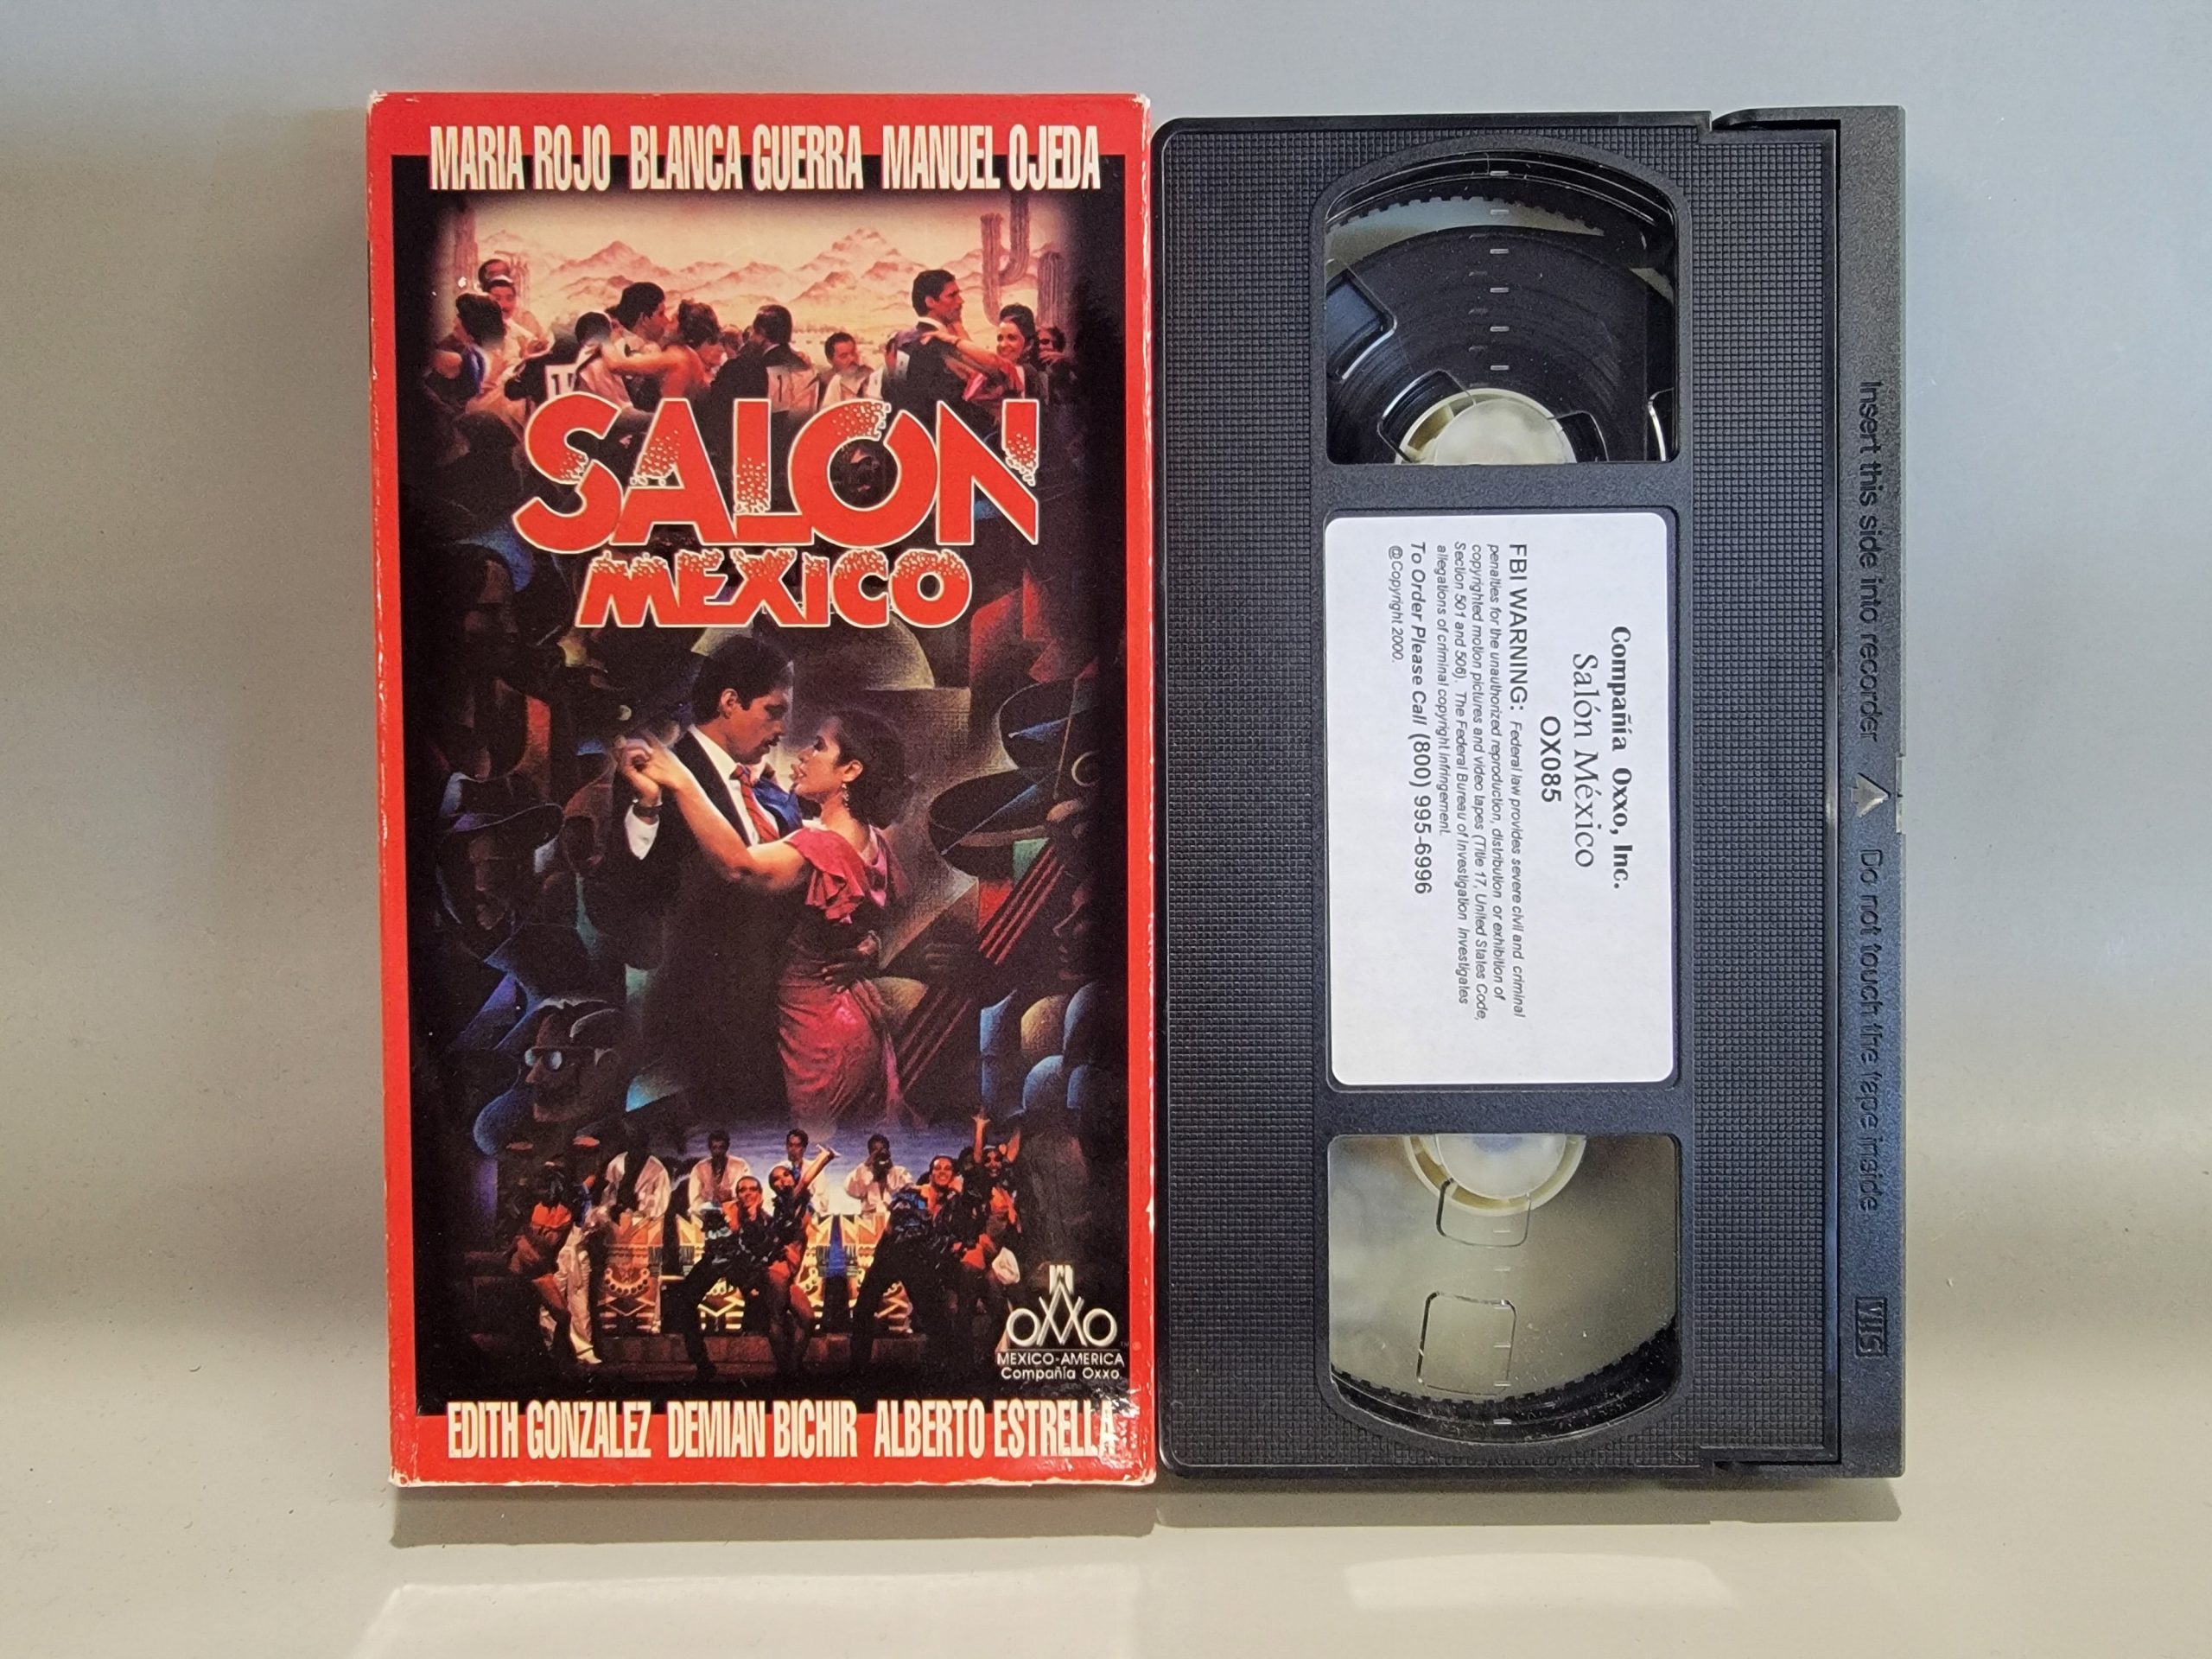 MARIA ROJO BLANCA GUERRA MANUEL OJEDA
SALON
MEXICO
OXXO
MEXICO-AMERICA
Compañía Oxxo
EDITH GONZALEZ DEMIAN BICHIR ALBERTO ESTRELLA
Compañía Oxxo, Inc.
Salón México
OX085
FBI WARNING: Federal law provides severe civil and criminal
penalties for the unauthorized reproduction, distribution or exhibition of
copyrighted motion pictures and video tapes (Title 17, United States Code,
Section 501 and 506). The Federal Bureau of Investigation investigates
allegations of criminal copyright infringement.
To Order Please Call (800) 995-6996
©Copyright 2000.
Insert this side into recorder Do not touch the tape inside
VHS